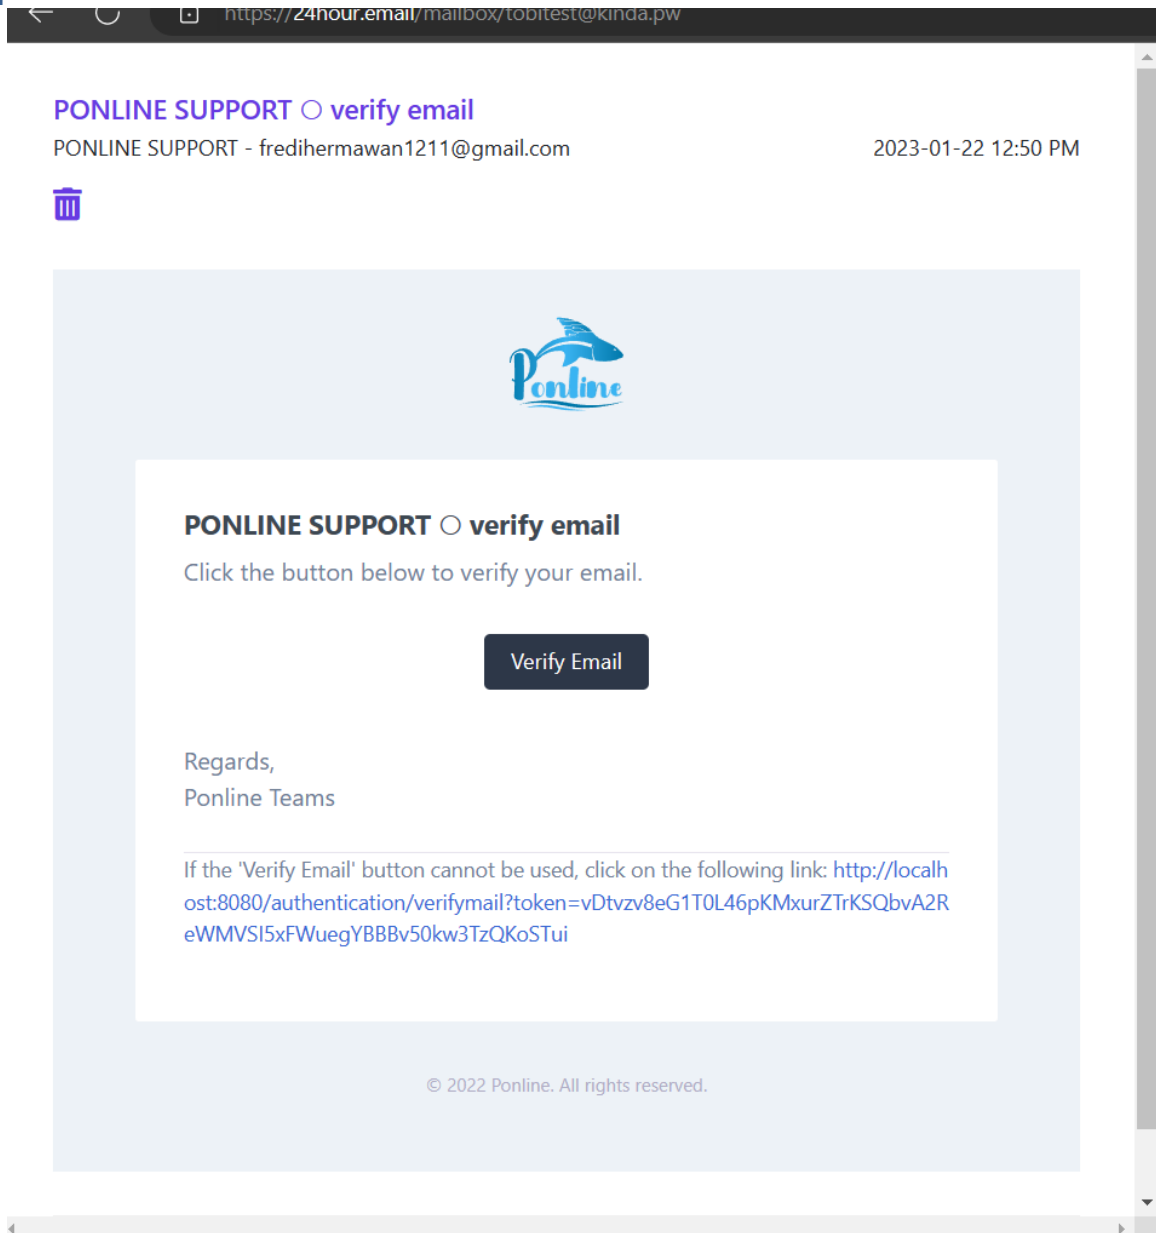 https://24hour.email/mailbox/tobitest@kinda.pw
PONLINE SUPPORT ○ verify email
PONLINE SUPPORT - fredihermawan1211@gmail.com 2023-01-22 12:50 PM
Ponline
PONLINE SUPPORT ○ verify email
Click the button below to verify your email.
Verify Email
Regards,
Ponline Teams
If the 'Verify Email' button cannot be used, click on the following link: http://localh
ost:8080/authentication/verifymail?token=vDtvzv8eG1T0L46pKMxurZTrKSQbvA2R
eWMVSI5xFWuegYBBBv50kw3TzQKoSTui
© 2022 Ponline. All rights reserved.